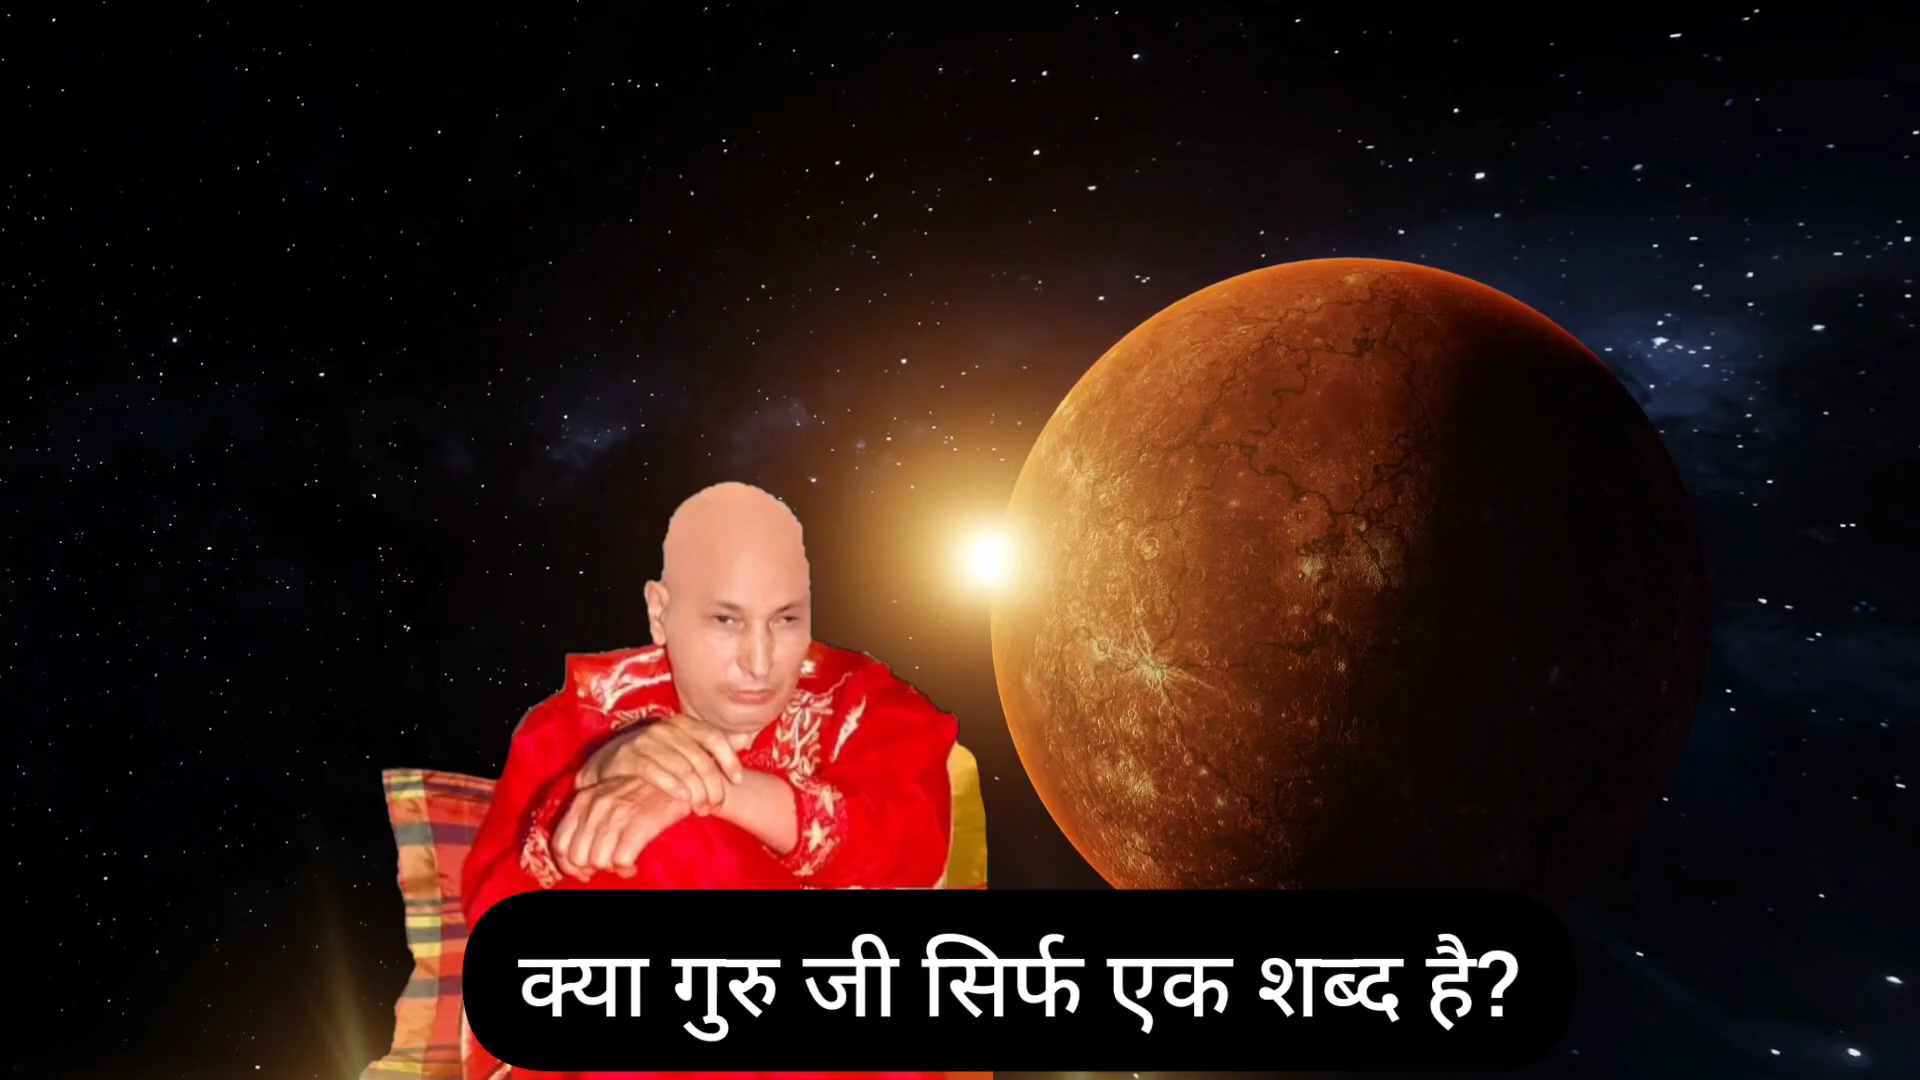 क्या गुरु जी सिर्फ एक शब्द है?